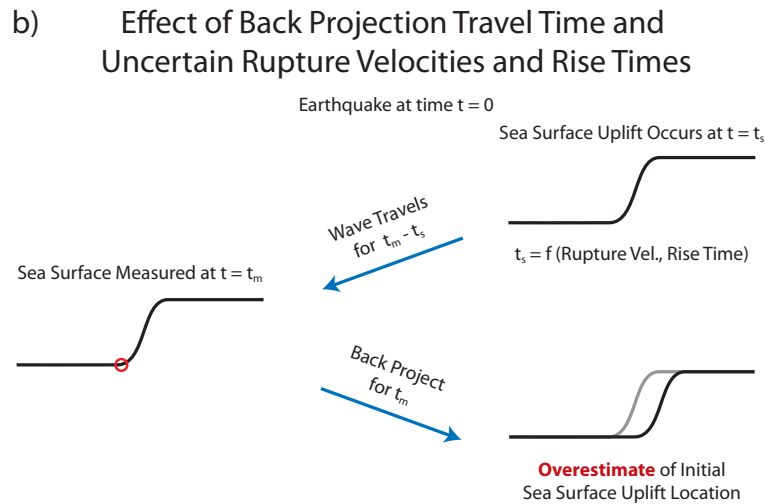 b)
Effect of Back Projection Travel Time and
Uncertain Rupture Velocities and Rise Times
Earthquake at time t = 0
Sea Surface Uplift Occurs at t = tₛ
Wave Travels
for tₘ - tₛ
tₛ = f (Rupture Vel., Rise Time)
Sea Surface Measured at t = tₘ
Back Project
for tₘ
Overestimate of Initial
Sea Surface Uplift Location